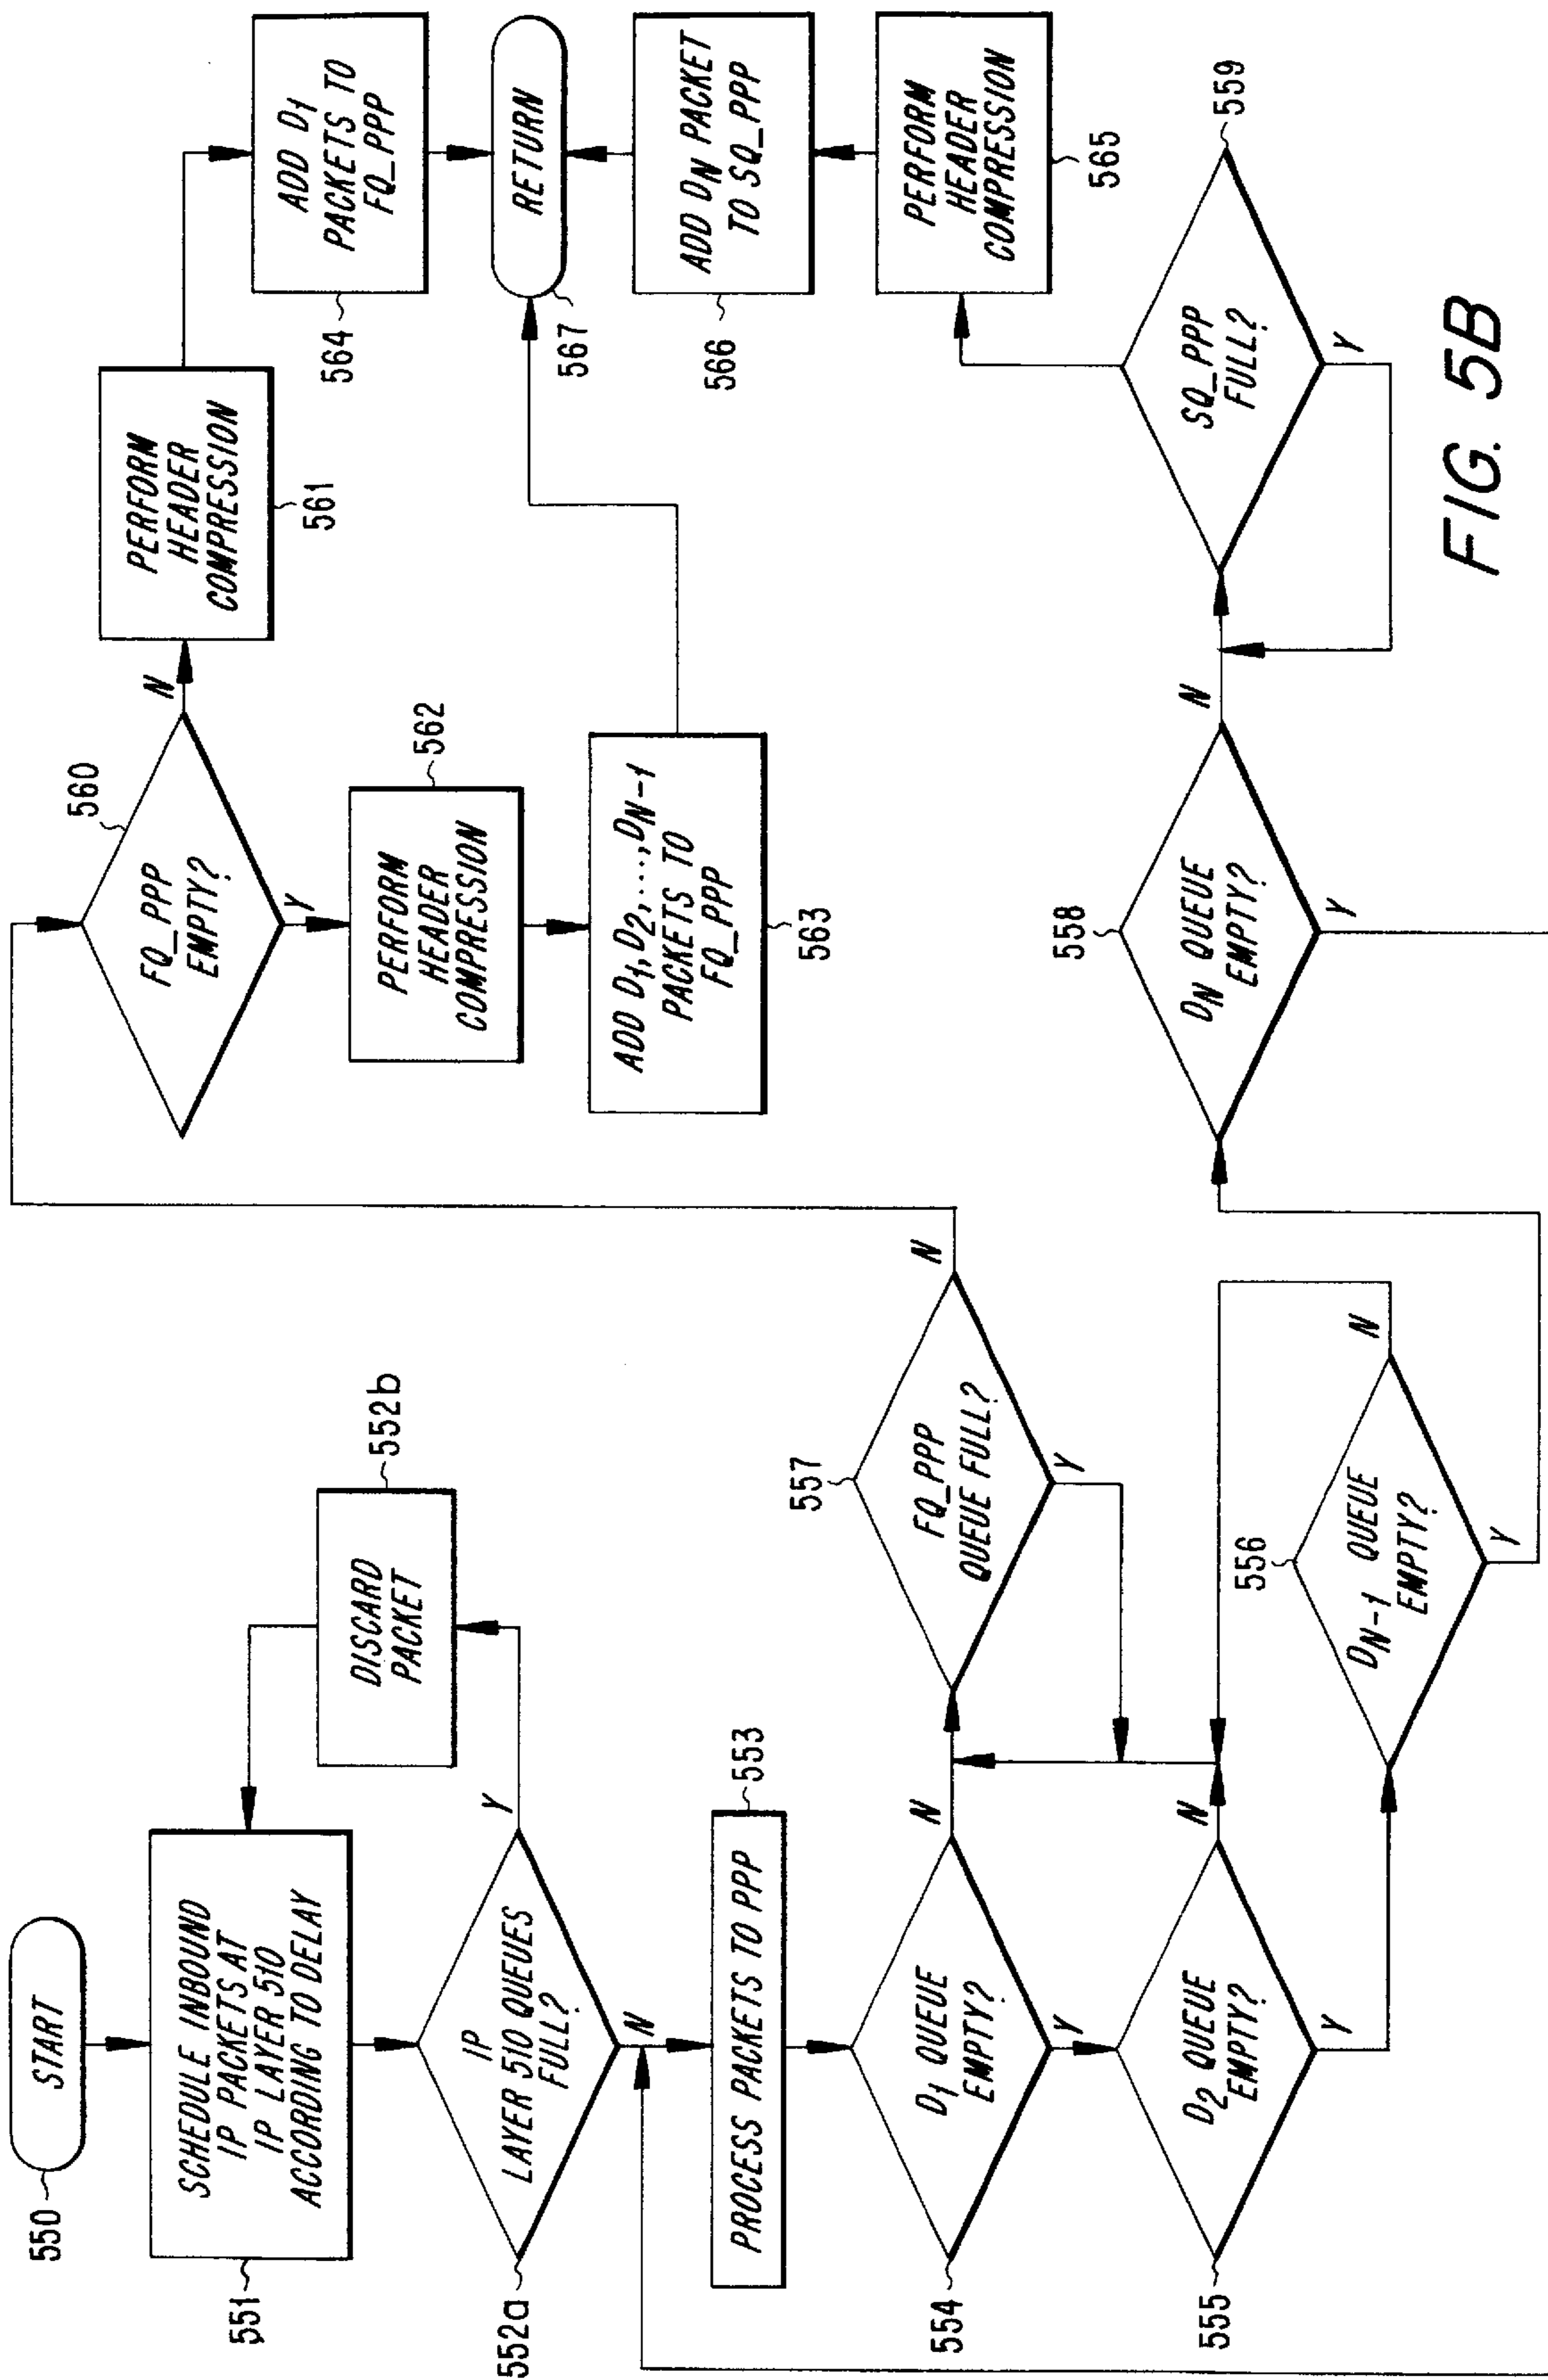 START
550
SCHEDULE INBOUND
IP PACKETS AT
IP LAYER 510
ACCORDING TO DELAY
551
IP
LAYER 510 QUEUES
FULL?
552a
Y
N
DISCARD
PACKET
552b
PROCESS PACKETS TO PPP
553
D1 QUEUE
EMPTY?
554
N
Y
D2 QUEUE
EMPTY?
555
N
Y
DN-1 QUEUE
EMPTY?
556
N
Y
FQ_PPP
QUEUE FULL?
557
N
Y
FQ_PPP
EMPTY?
560
N
Y
PERFORM
HEADER
COMPRESSION
561
PERFORM
HEADER
COMPRESSION
562
ADD D1,D2,...,DN-1
PACKETS TO
FQ_PPP
563
ADD D1
PACKETS TO
FQ_PPP
564
RETURN
567
ADD DN PACKET
TO SQ_PPP
566
PERFORM
HEADER
COMPRESSION
565
DN QUEUE
EMPTY?
558
N
Y
SQ_PPP
FULL?
559
Y
FIG. 5B